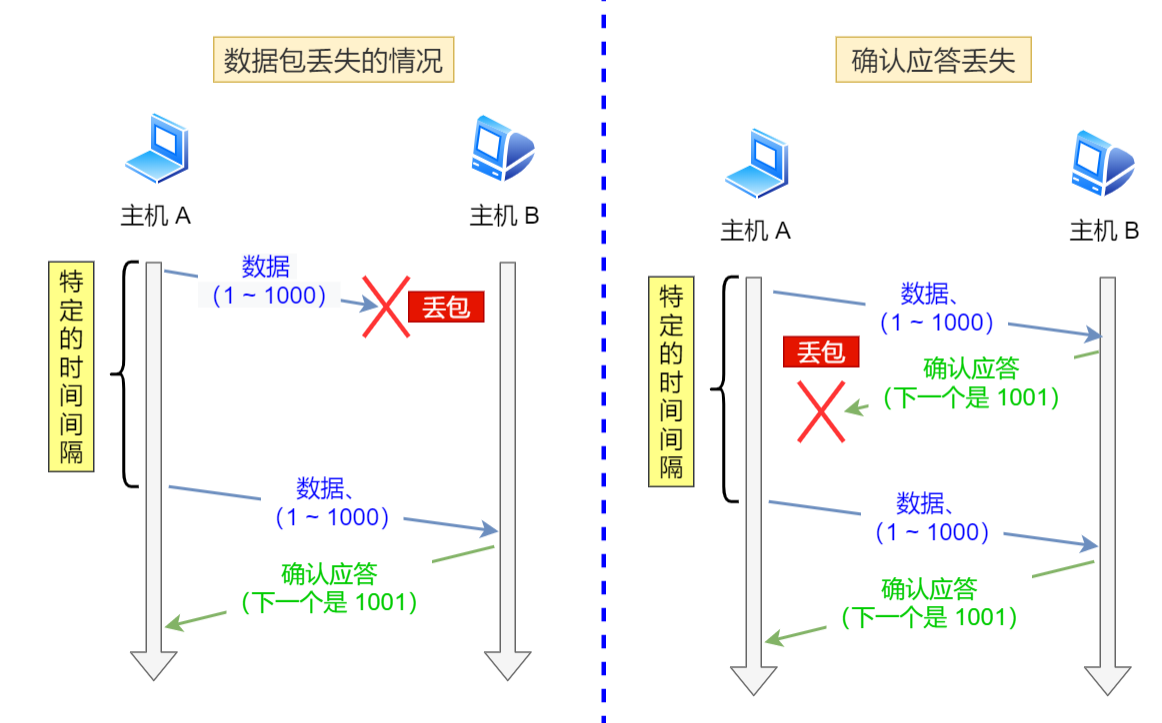 数据包丢失的情况
主机 A
主机 B
特定的时间间隔
数据
（1 ~ 1000）
丢包
数据、
（1 ~ 1000）
确认应答
（下一个是 1001）
确认应答丢失
主机 A
主机 B
特定的时间间隔
数据、
（1 ~ 1000）
丢包
确认应答
（下一个是 1001）
数据、
（1 ~ 1000）
确认应答
（下一个是 1001）